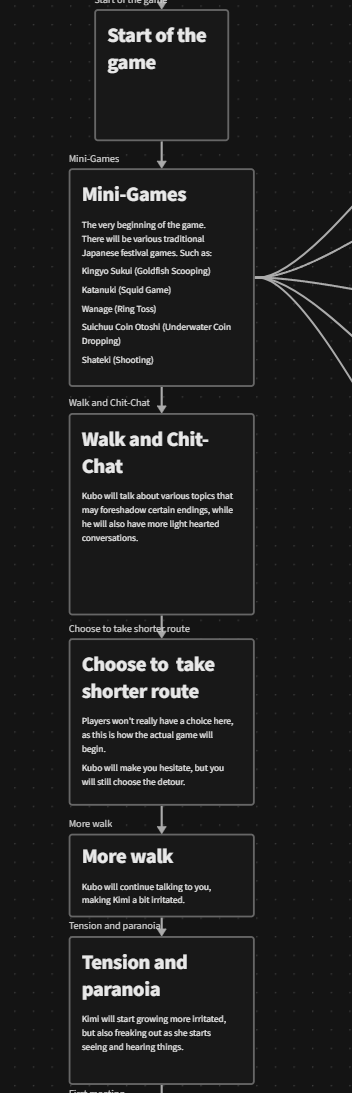 Start of the game
Start of the
game
Mini-Games
Mini-Games
The very beginning of the game.
There will be various traditional
Japanese festival games. Such as:
Kingyo Sukui (Goldfish Scooping)
Katanuki (Squid Game)
Wanage (Ring Toss)
Suichuu Coin Otoshi (Underwater Coin
Dropping)
Shateki (Shooting)
Walk and Chit-Chat
Walk and Chit-
Chat
Kubo will talk about various topics that
may foreshadow certain endings, while
he will also have more light hearted
conversations.
Choose to take shorter route
Choose to take
shorter route
Players won't really have a choice here,
as this is how the actual game will
begin.
Kubo will make you hesitate, but you
will still choose the detour.
More walk
More walk
Kubo will continue talking to you,
making Kimi a bit irritated.
Tension and paranoia
Tension and
paranoia
Kimi will start growing more irritated,
but also freaking out as she starts
seeing and hearing things.
First meeting